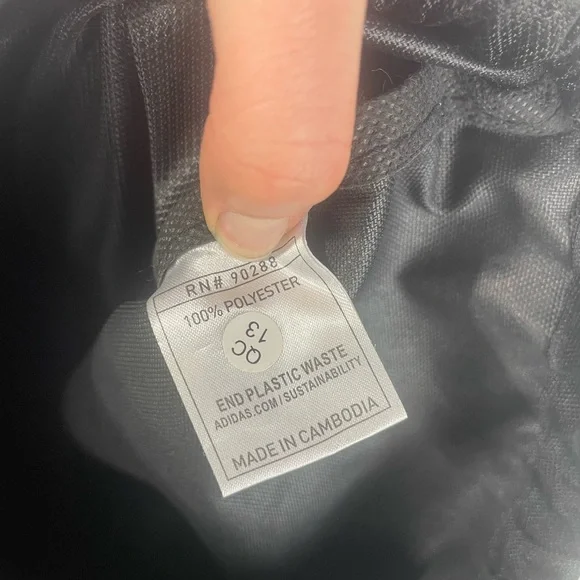 RN# 90288
100% POLYESTER
QC
13
END PLASTIC WASTE
ADIDAS.COM/SUSTAINABILITY
MADE IN CAMBODIA